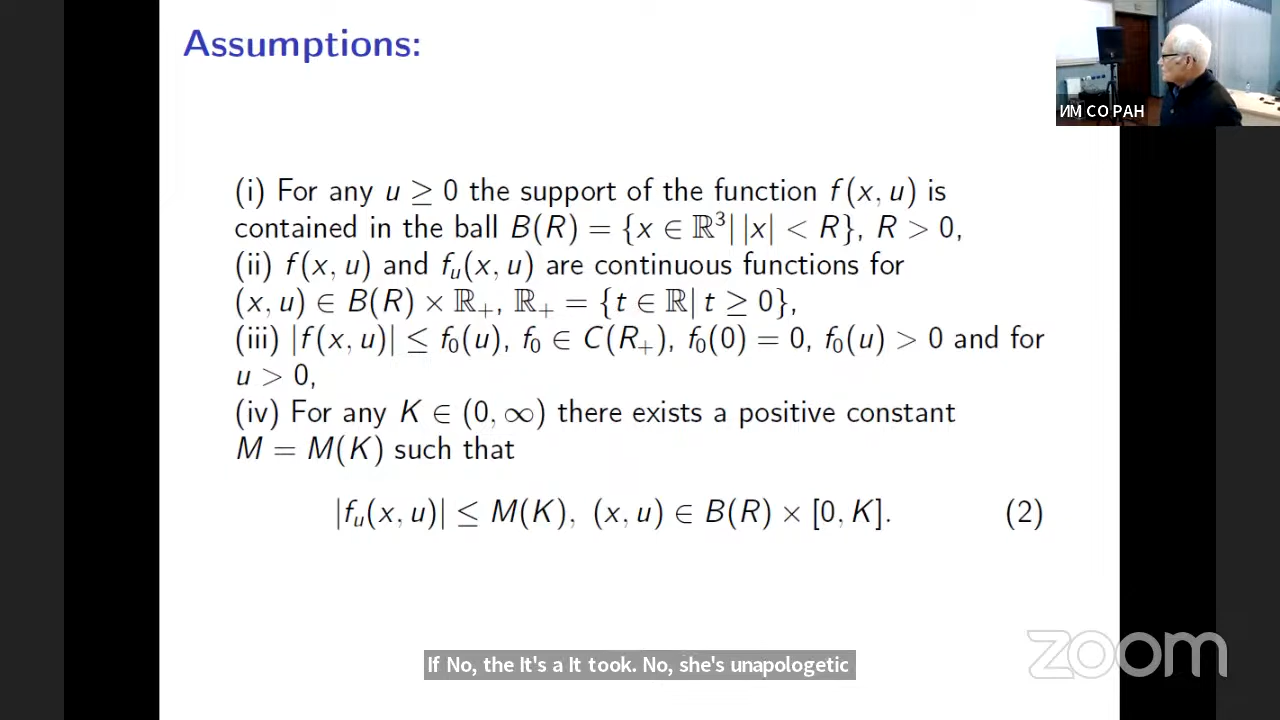 Assumptions:
ИМ СО РАН
(i) For any u ≥ 0 the support of the function f(x, u) is
contained in the ball B(R) = {x ∈ ℝ³| |x| < R}, R > 0,
(ii) f(x, u) and fᵤ(x, u) are continuous functions for
(x, u) ∈ B(R) × ℝ₊, ℝ₊ = {t ∈ ℝ| t ≥ 0},
(iii) |f(x, u)| ≤ f₀(u), f₀ ∈ C(R₊), f₀(0) = 0, f₀(u) > 0 and for
u > 0,
(iv) For any K ∈ (0, ∞) there exists a positive constant
M = M(K) such that
|fᵤ(x, u)| ≤ M(K), (x, u) ∈ B(R) × [0, K]. (2)
If No, the It's a It took. No, she's unapologetic
zoom